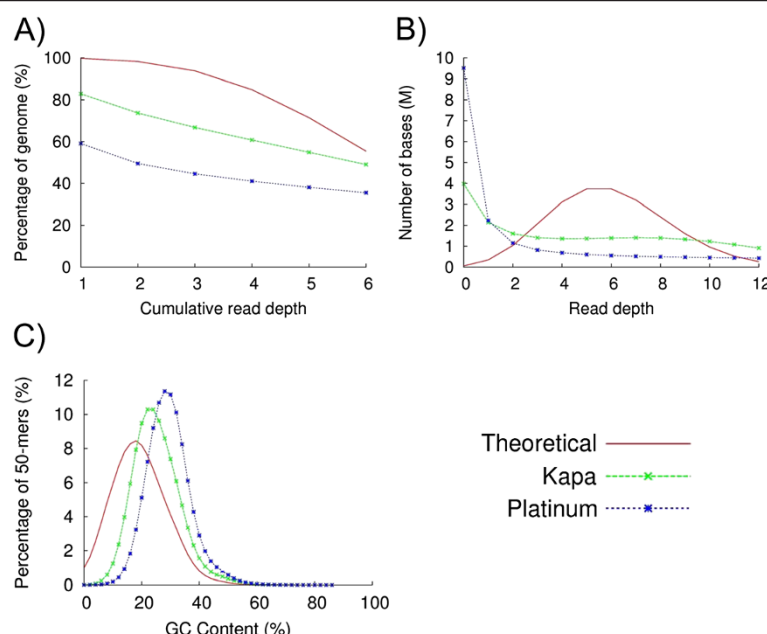 A)
Percentage of genome (%)
100
80
60
40
20
0
1 2 3 4 5 6
Cumulative read depth
B)
Number of bases (M)
10
9
8
7
6
5
4
3
2
1
0
0 2 4 6 8 10 12
Read depth
C)
Percentage of 50-mers (%)
12
10
8
6
4
2
0
0 20 40 60 80 100
GC Content (%)
Theoretical
Kapa
Platinum